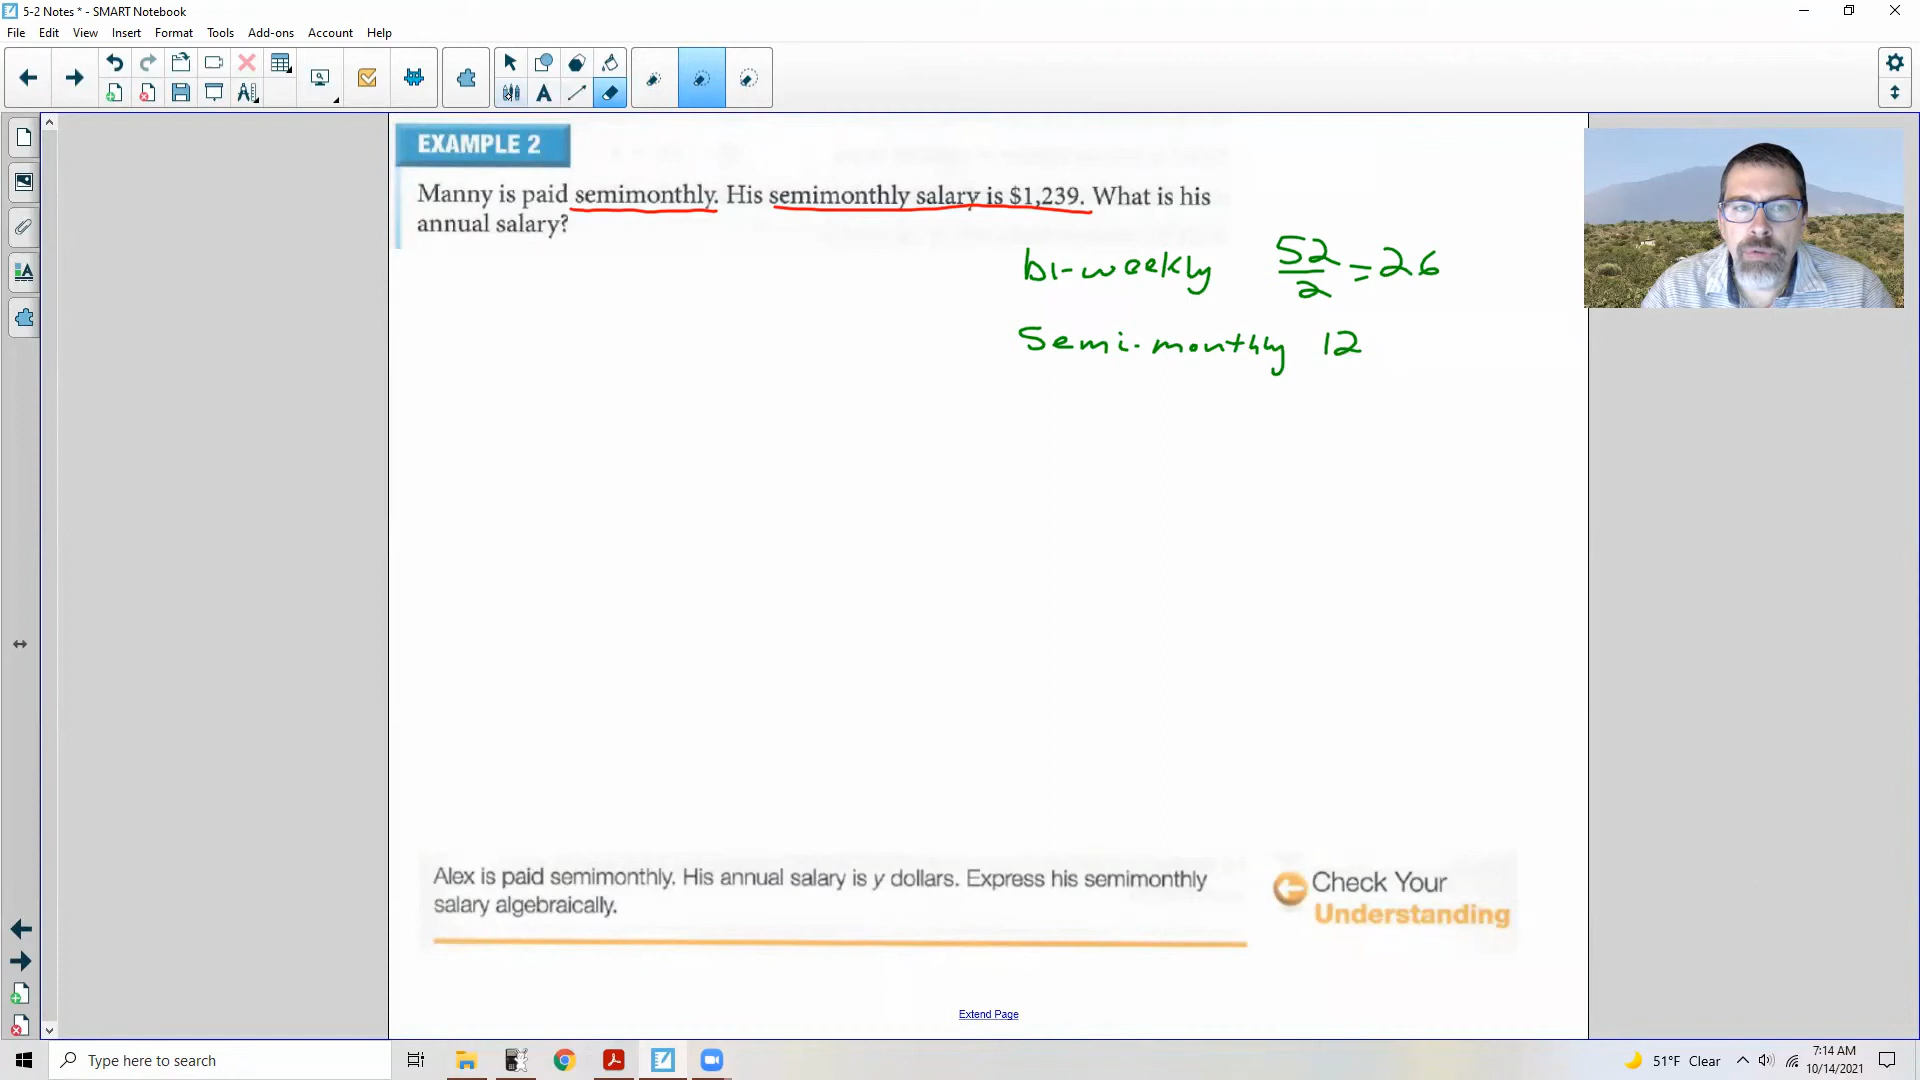 5-2 Notes * - SMART Notebook
File Edit View Insert Format Tools Add-ons Account Help
EXAMPLE 2
Manny is paid semimonthly. His semimonthly salary is $1,239. What is his
annual salary?
bi-weekly 52/2 = 26
Semi-monthly 12
Alex is paid semimonthly. His annual salary is y dollars. Express his semimonthly
salary algebraically.
Check Your
Understanding
Extend Page
Type here to search
51°F Clear
7:14 AM
10/14/2021